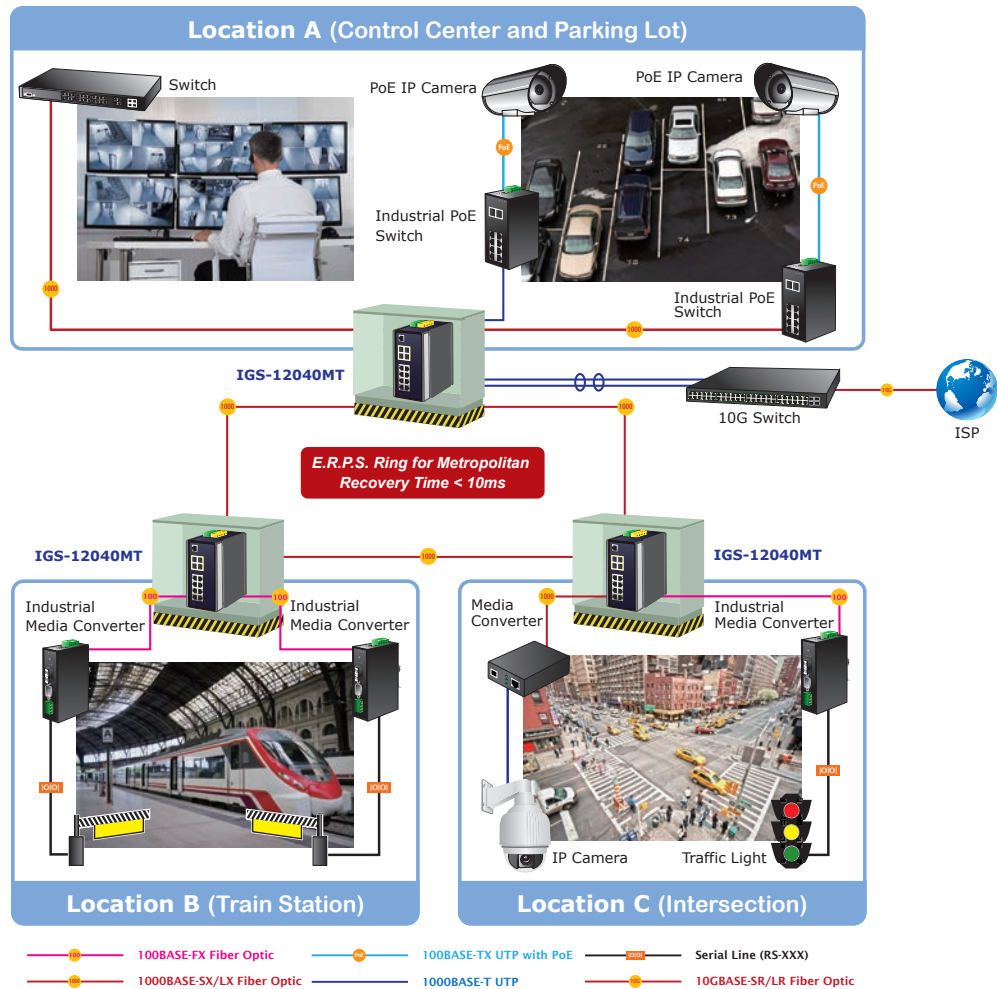 Location A (Control Center and Parking Lot)
Switch
PoE IP Camera
PoE IP Camera
PoE
PoE
Industrial PoE
Switch
Industrial PoE
Switch
1000
1000
IGS-12040MT
10G Switch
10G
ISP
1000
1000
E.R.P.S. Ring for Metropolitan
Recovery Time < 10ms
IGS-12040MT
1000
IGS-12040MT
Industrial
Media Converter
100
100
Industrial
Media Converter
Media
Converter
1000
Industrial
Media Converter
100
A
|O|O|
|O|O|
|O|O|
IP Camera
Traffic Light
Location B (Train Station)
Location C (Intersection)
100 100BASE-FX Fiber Optic
PoE 100BASE-TX UTP with PoE
|O|O| Serial Line (RS-XXX)
1000 1000BASE-SX/LX Fiber Optic
1000BASE-T UTP
10G 10GBASE-SR/LR Fiber Optic